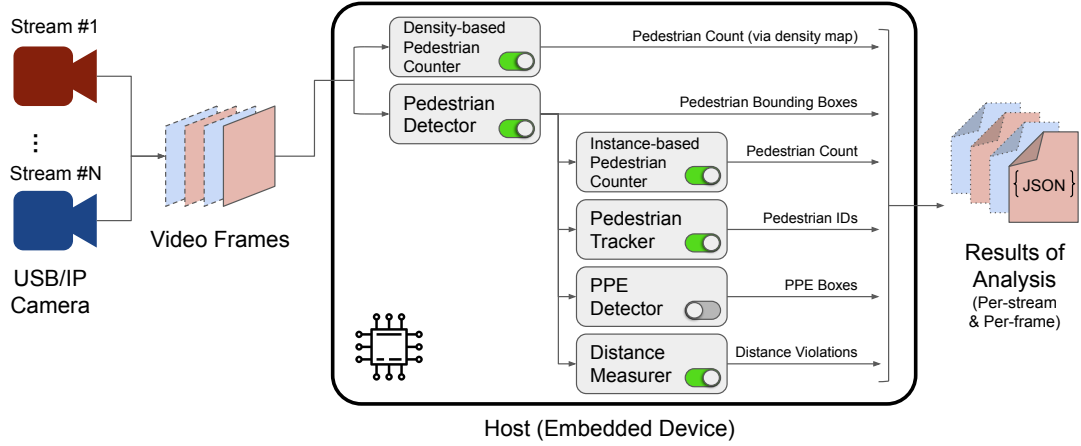 Stream #1
...
Stream #N
USB/IP
Camera
Video Frames
Density-based
Pedestrian
Counter
Pedestrian Count (via density map)
Pedestrian
Detector
Pedestrian Bounding Boxes
Instance-based
Pedestrian
Counter
Pedestrian Count
Pedestrian
Tracker
Pedestrian IDs
PPE
Detector
PPE Boxes
Distance
Measurer
Distance Violations
Host (Embedded Device)
{ JSON }
Results of
Analysis
(Per-stream
& Per-frame)